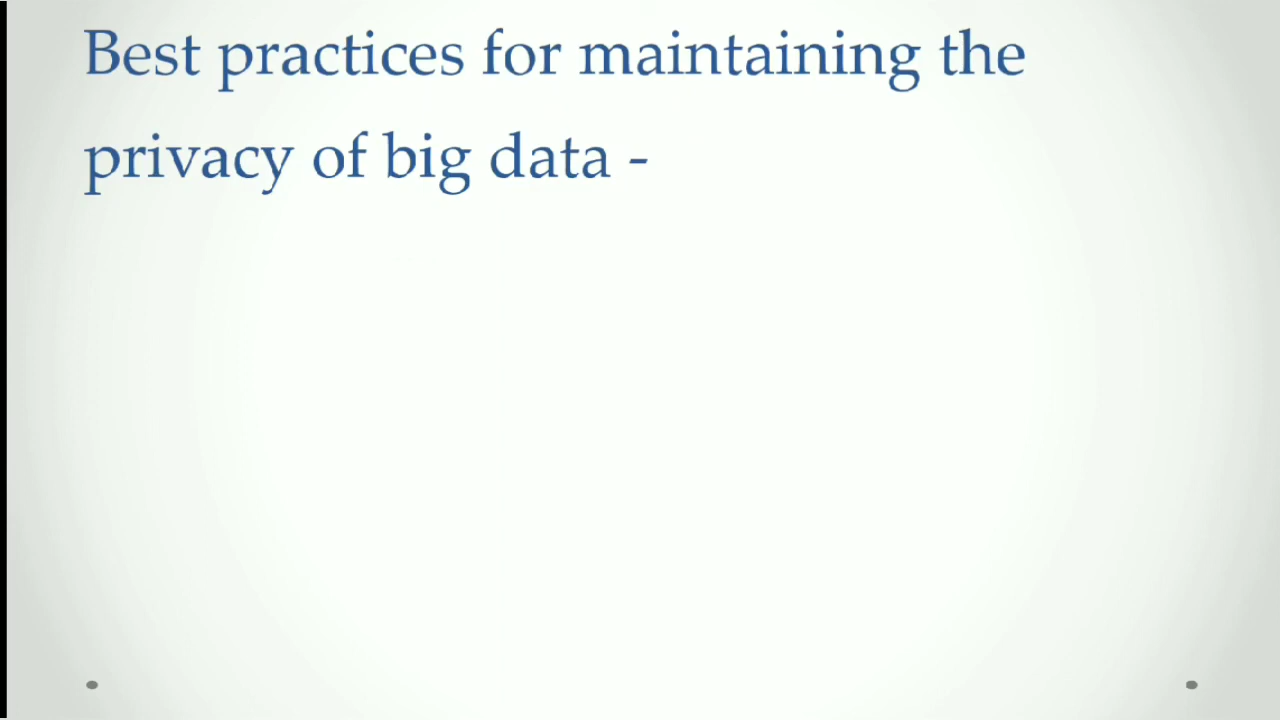 Best practices for maintaining the
privacy of big data -